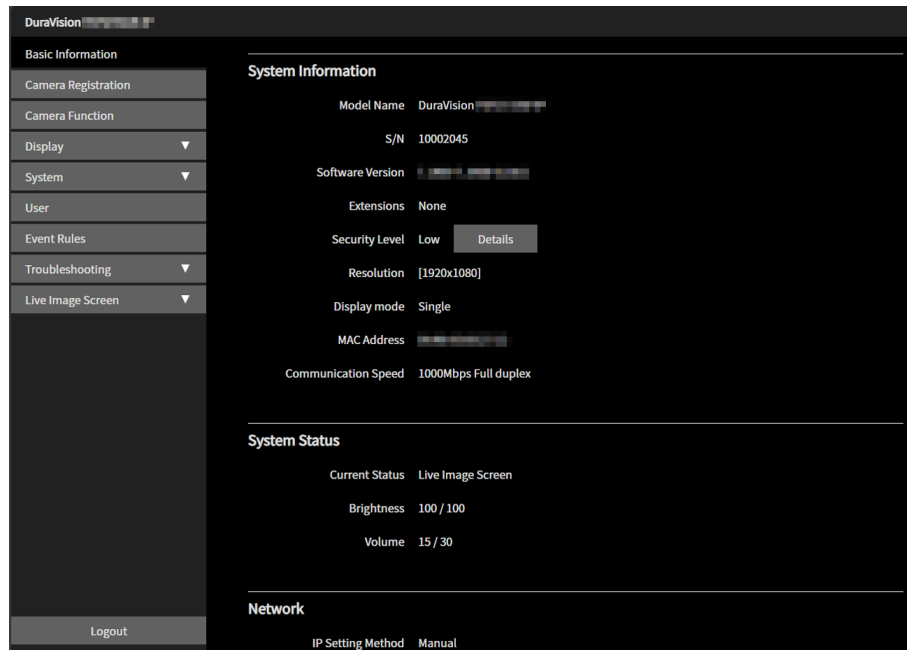 DuraVision
Basic Information
Camera Registration
Camera Function
Display ▼
System ▼
User
Event Rules
Troubleshooting ▼
Live Image Screen ▼
Logout
System Information
Model Name DuraVision
S/N 10002045
Software Version
Extensions None
Security Level Low Details
Resolution [1920x1080]
Display mode Single
MAC Address
Communication Speed 1000Mbps Full duplex
System Status
Current Status Live Image Screen
Brightness 100 / 100
Volume 15 / 30
Network
IP Setting Method Manual